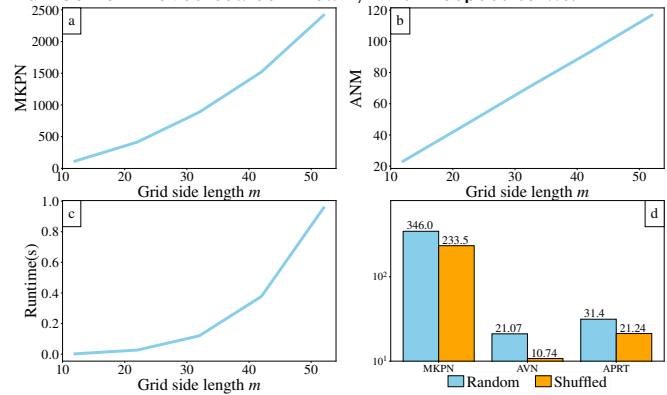 a
MKPN
2500
2000
1500
1000
500
0
10 20 30 40 50
Grid side length m
b
ANM
120
100
80
60
40
20
10 20 30 40 50
Grid side length m
c
Runtime(s)
1.0
0.8
0.6
0.4
0.2
0.0
10 20 30 40 50
Grid side length m
d
10²
10¹
346.0
233.5
21.07
10.74
31.4
21.24
MKPN AVN APRT
Random Shuffled